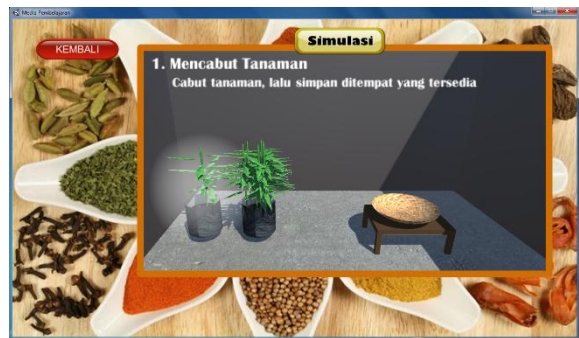 Media Pembelajaran
KEMBALI
Simulasi
1. Mencabut Tanaman
Cabut tanaman, lalu simpan ditempat yang tersedia